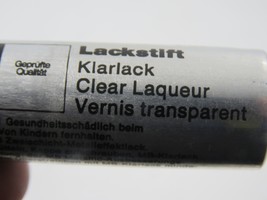 Lackstift
Geprüfte
Qualität
Klarlack
Clear Laqueur
Vernis transparent
Gesundheitsschädlich beim
von Kindern fernhalten.